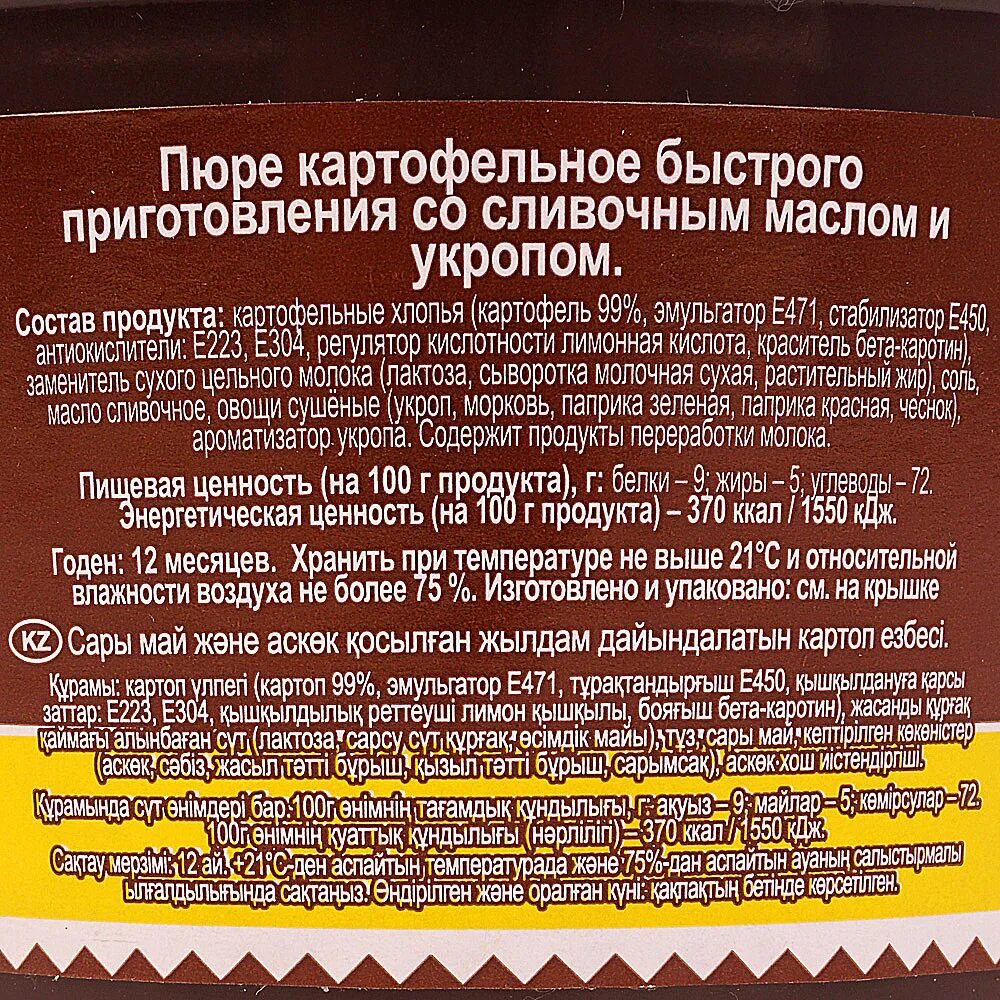 Пюре картофельное быстрого
приготовления со сливочным маслом и
укропом.
Состав продукта: картофельные хлопья (картофель 99%, эмульгатор Е471, стабилизатор Е450,
антиокислители: Е223, Е304, регулятор кислотности лимонная кислота, краситель бета-каротин),
заменитель сухого цельного молока (лактоза, сыворотка молочная сухая, растительный жир), соль,
масло сливочное, овощи сушёные (укроп, морковь, паприка зеленая, паприка красная, чеснок),
ароматизатор укропа. Содержит продукты переработки молока.
Пищевая ценность (на 100 г продукта), г: белки – 9; жиры – 5; углеводы – 72.
Энергетическая ценность (на 100 г продукта) – 370 ккал / 1550 кДж.
Годен: 12 месяцев. Хранить при температуре не выше 21°С и относительной
влажности воздуха не более 75 %. Изготовлено и упаковано: см. на крышке
KZ Сары май және аскөк қосылған жылдам дайындалатын картоп езбесі.
Құрамы: картоп үлпегі (картоп 99%, эмульгатор Е471, тұрақтандырғыш Е450, қышқылдануға қарсы
заттар: Е223, Е304, қышқылдылық реттеуші лимон қышқылы, бояғыш бета-каротин), жасанды құрғақ
қаймағы алынбаған сүт (лактоза, сарсу сүт құрғақ, өсімдік майы), тұз, сары май, кептірілген көкөністер
(аскөк, сәбіз, жасыл тәтті бұрыш, қызыл тәтті бұрыш, сарымсақ), аскөк хош иістендіргіші.
Құрамында сүт өнімдері бар. 100г өнімнің тағамдық құндылығы, г: ақуыз – 9; майлар – 5; көмірсулар – 72.
100г өнімнің қуаттық құндылығы (нәрлілігі) – 370 ккал / 1550 кДж.
Сақтау мерзімі: 12 ай. +21°С-ден аспайтын температурада және 75%-дан аспайтын ауаның салыстырмалы
ылғалдылығында сақтаңыз. Өндірілген және оралған күні: қақпақтың бетінде көрсетілген.